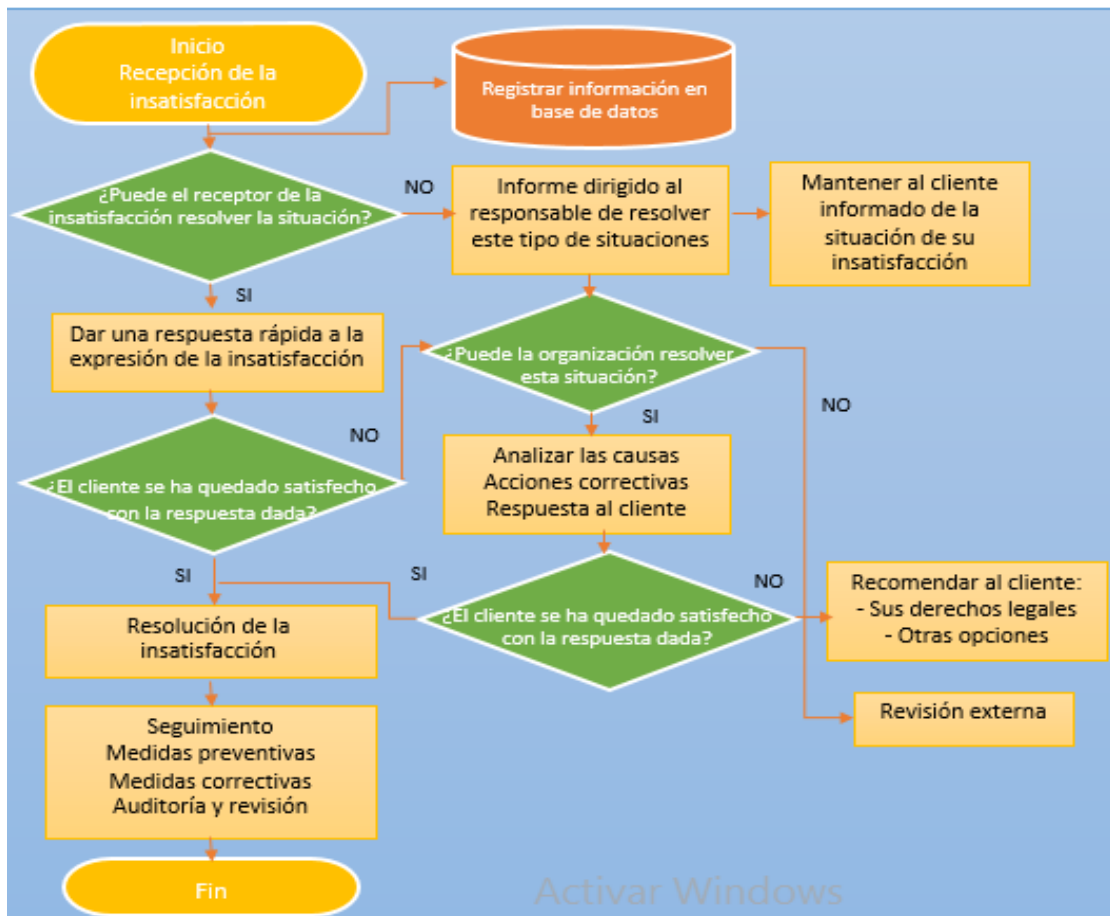 Inicio
Recepción de la
insatisfacción
Registrar información en
base de datos
¿Puede el receptor de la
insatisfacción resolver la situación?
NO
Informe dirigido al
responsable de resolver
este tipo de situaciones
Mantener al cliente
informado de la
situación de su
insatisfacción
SI
Dar una respuesta rápida a la
expresión de la insatisfacción
¿Puede la organización resolver
esta situación?
NO
NO
SI
¿El cliente se ha quedado satisfecho
con la respuesta dada?
Analizar las causas
Acciones correctivas
Respuesta al cliente
SI
SI
NO
¿El cliente se ha quedado satisfecho
con la respuesta dada?
Recomendar al cliente:
- Sus derechos legales
- Otras opciones
Resolución de la
insatisfacción
Revisión externa
Seguimiento
Medidas preventivas
Medidas correctivas
Auditoría y revisión
Fin
Activar Windows